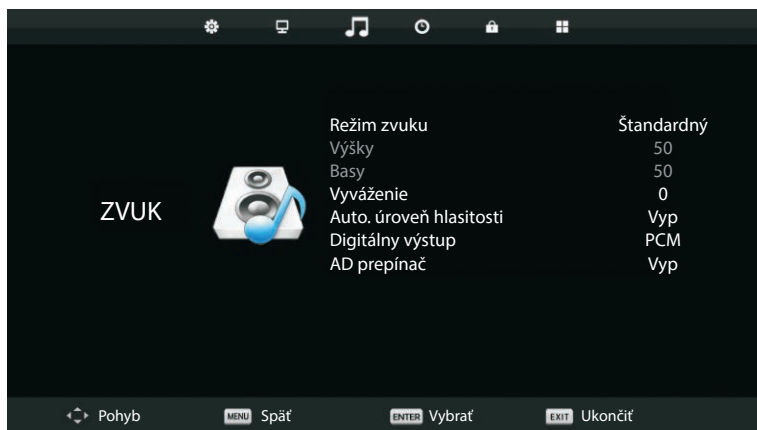 Režim zvuku Štandardný
Výšky 50
Basy 50
Vyváženie 0
ZVUK
Auto. úroveň hlasitosti Vyp
Digitálny výstup PCM
AD prepínač Vyp
Pohyb MENU Späť ENTER Vybrať EXIT Ukončiť